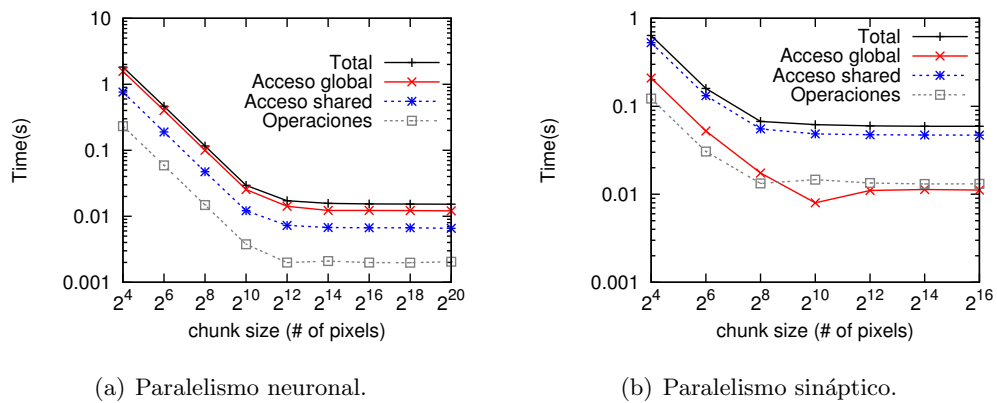 10
1
0.1
0.01
0.001
Time(s)
Total
Acceso global
Acceso shared
Operaciones
2^4 2^6 2^8 2^10 2^12 2^14 2^16 2^18 2^20
chunk size (# of pixels)
(a) Paralelismo neuronal.
1
0.1
0.01
0.001
Time(s)
Total
Acceso global
Acceso shared
Operaciones
2^4 2^6 2^8 2^10 2^12 2^14 2^16
chunk size (# of pixels)
(b) Paralelismo sináptico.